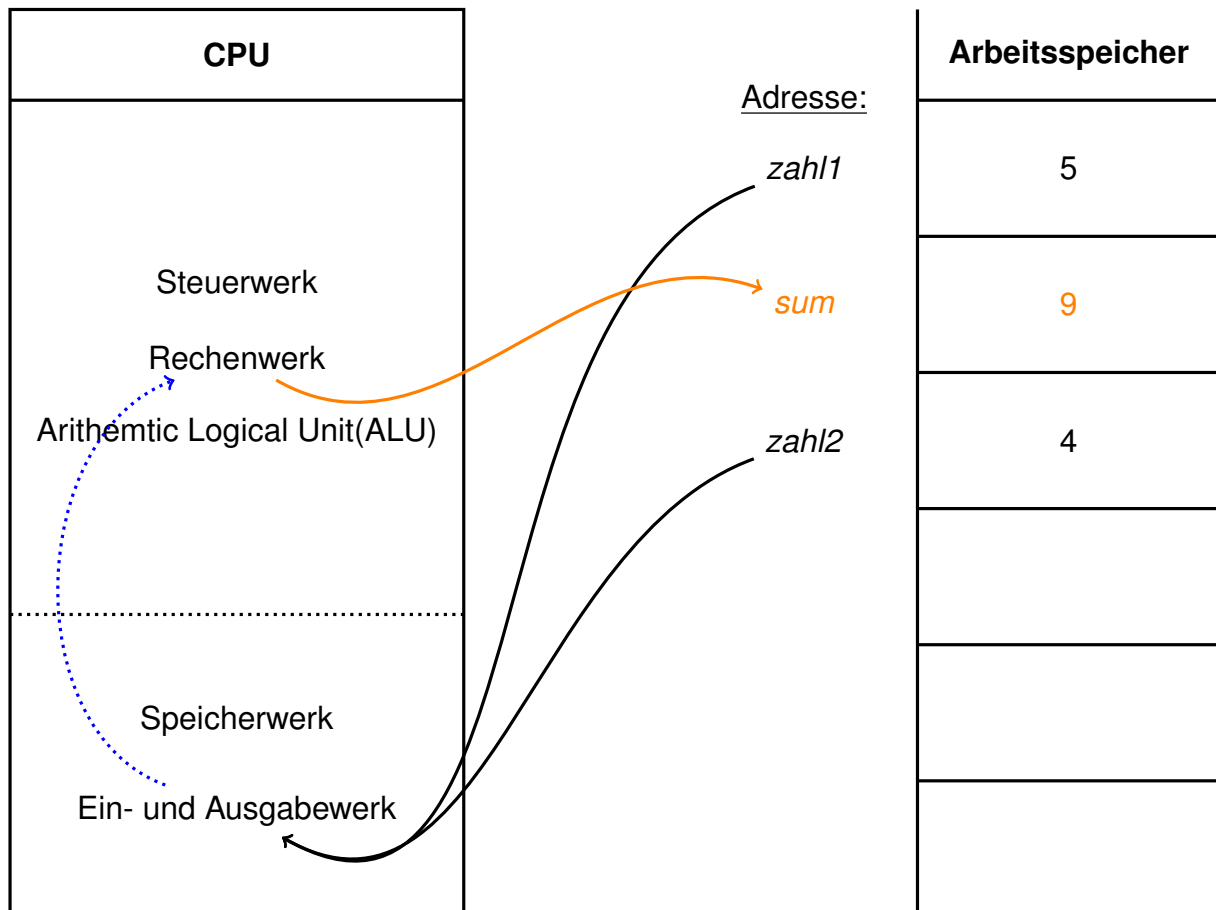 CPU
Arbeitsspeicher
Adresse:
zahl1
5
Steuerwerk
sum
9
Rechenwerk
Arithemtic Logical Unit(ALU)
zahl2
4
Speicherwerk
Ein- und Ausgabewerk